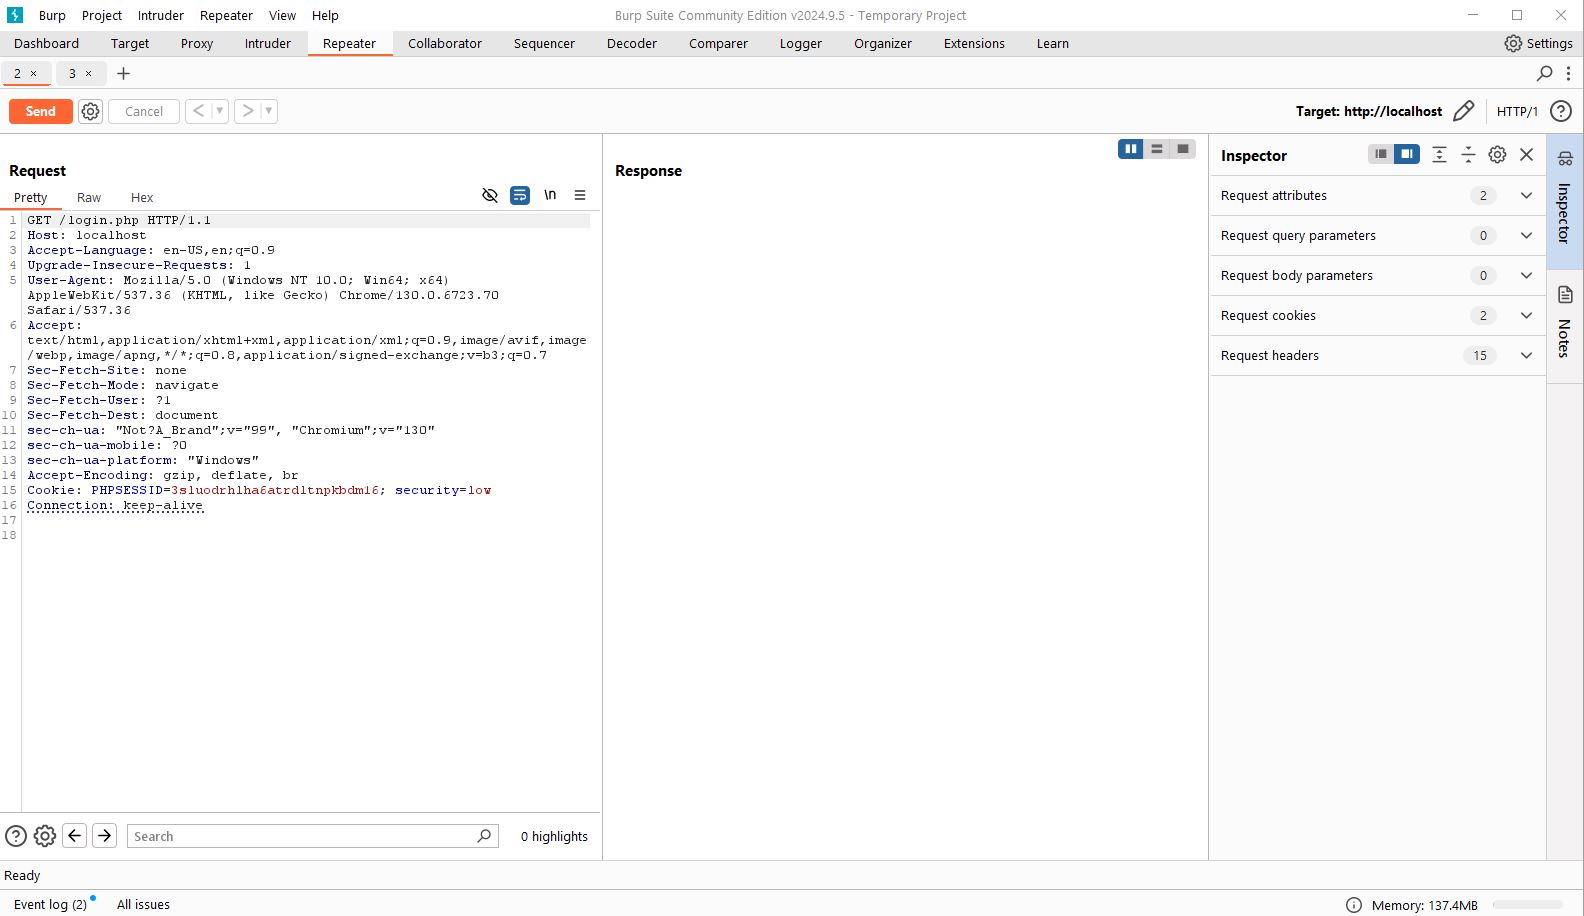 Burp Project Intruder Repeater View Help Burp Suite Community Edition v2024.9.5 - Temporary Project
Dashboard Target Proxy Intruder Repeater Collaborator Sequencer Decoder Comparer Logger Organizer Extensions Learn Settings
2 × 3 × +
Send Cancel < > Target: http://localhost HTTP/1 ?
Request
Pretty Raw Hex \n
1 GET /login.php HTTP/1.1
2 Host: localhost
3 Accept-Language: en-US,en;q=0.9
4 Upgrade-Insecure-Requests: 1
5 User-Agent: Mozilla/5.0 (Windows NT 10.0; Win64; x64)
AppleWebKit/537.36 (KHTML, like Gecko) Chrome/130.0.6723.70
Safari/537.36
6 Accept:
text/html,application/xhtml+xml,application/xml;q=0.9,image/avif,image
/webp,image/apng,*/*;q=0.8,application/signed-exchange;v=b3;q=0.7
7 Sec-Fetch-Site: none
8 Sec-Fetch-Mode: navigate
9 Sec-Fetch-User: ?1
10 Sec-Fetch-Dest: document
11 sec-ch-ua: "Not?A_Brand";v="99", "Chromium";v="130"
12 sec-ch-ua-mobile: ?0
13 sec-ch-ua-platform: "Windows"
14 Accept-Encoding: gzip, deflate, br
15 Cookie: PHPSESSID=3sluodrhlha6atrdltnpkbdm16; security=low
16 Connection: keep-alive
17
18
? Search 0 highlights
Response
Inspector
Request attributes 2
Request query parameters 0
Request body parameters 0
Request cookies 2
Request headers 15
Inspector
Notes
Ready
Event log (2) All issues Memory: 137.4MB